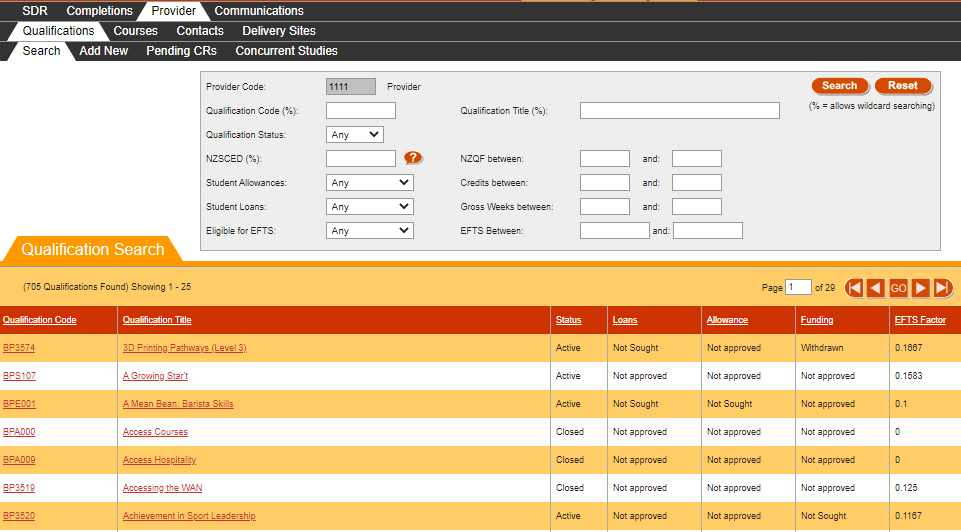 SDR Completions Provider Communications
Qualifications Courses Contacts Delivery Sites
Search Add New Pending CRs Concurrent Studies
Provider Code: 1111 Provider Search Reset
Qualification Code (%): Qualification Title (%): (% = allows wildcard searching)
Qualification Status: Any
NZSCED (%): ? NZQF between: and:
Student Allowances: Any Credits between: and:
Student Loans: Any Gross Weeks between: and:
Eligible for EFTS: Any EFTS Between: and:
Qualification Search
(705 Qualifications Found) Showing 1 - 25 Page 1 of 29 GO
Qualification Code Qualification Title Status Loans Allowance Funding EFTS Factor
BP3574 3D Printing Pathways (Level 3) Active Not Sought Not approved Withdrawn 0.1667
BPS107 A Growing Star't Active Not approved Not approved Not approved 0.1583
BPE001 A Mean Bean: Barista Skills Active Not Sought Not Sought Not approved 0.1
BPA000 Access Courses Closed Not approved Not approved Not approved 0
BPA009 Access Hospitality Closed Not approved Not approved Not approved 0
BP3519 Accessing the WAN Closed Not approved Not approved Not approved 0.125
BP3520 Achievement in Sport Leadership Active Not approved Not approved Not Sought 0.1167